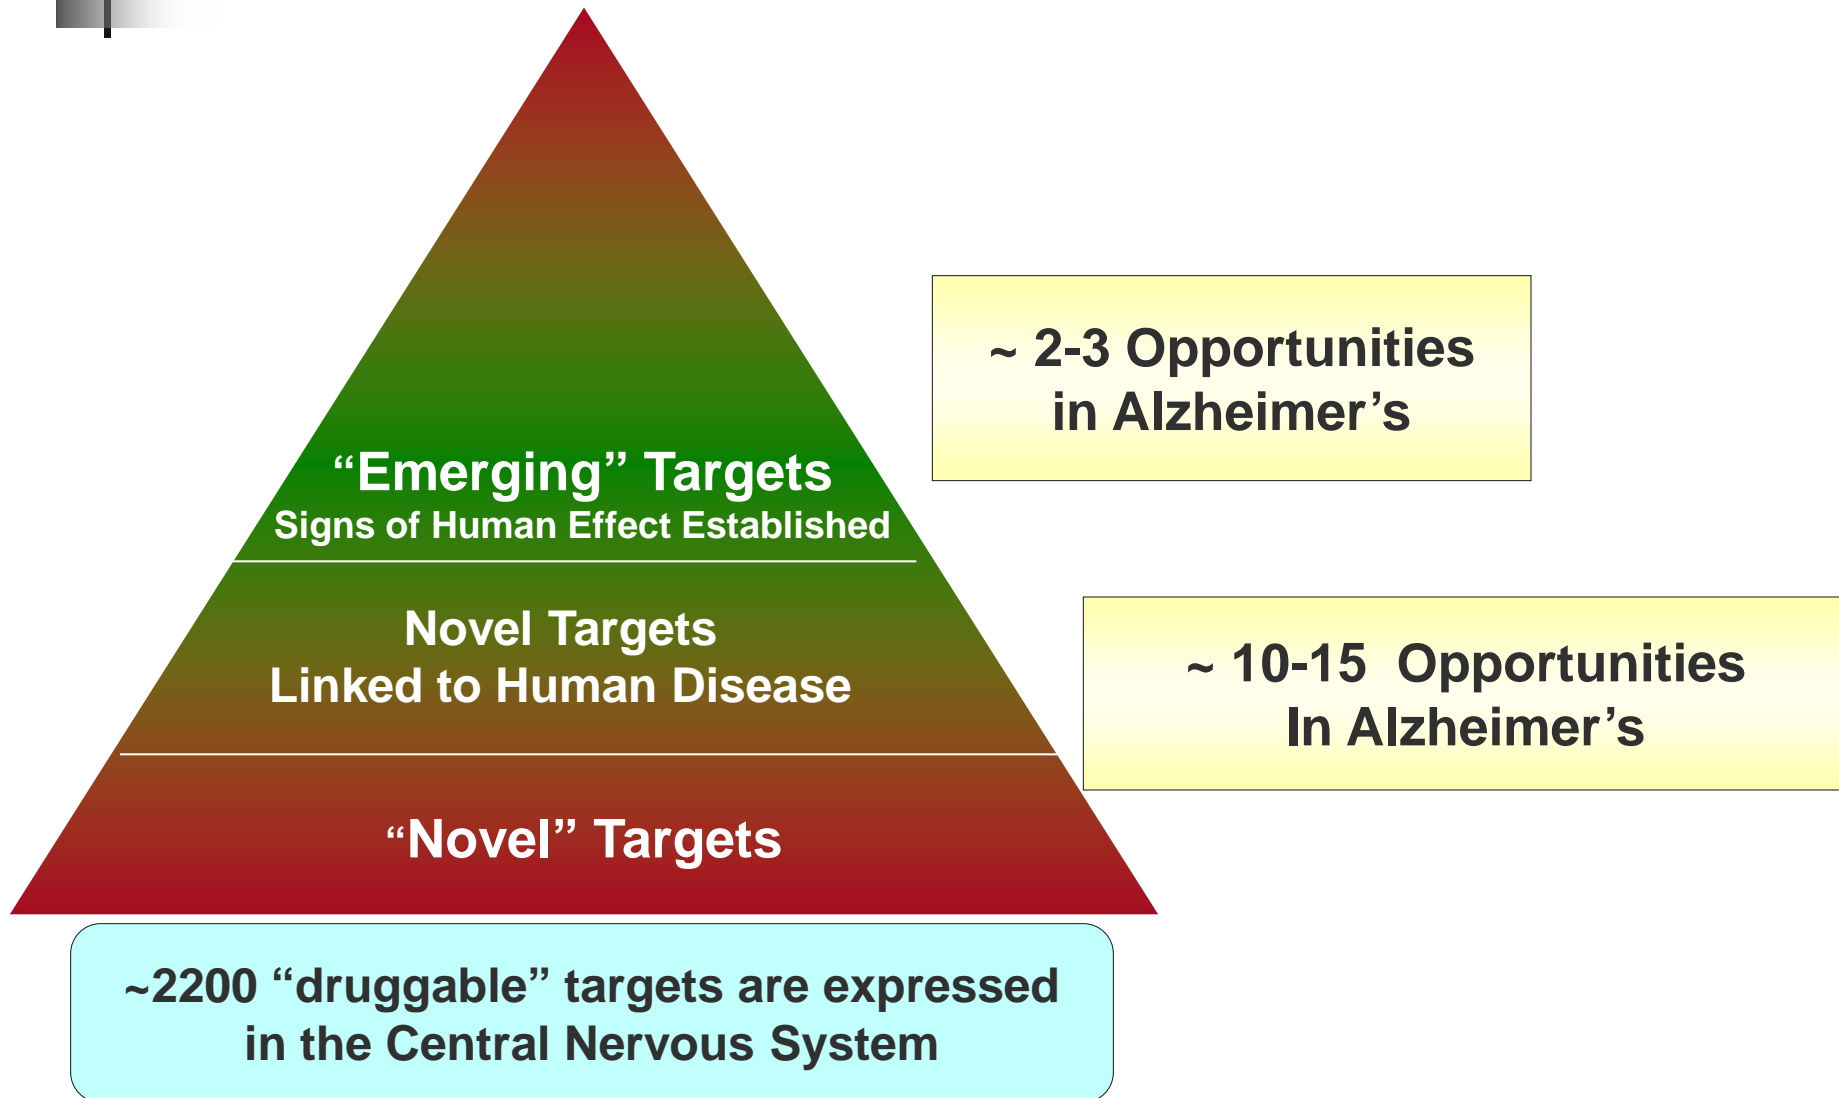 “Emerging” Targets
Signs of Human Effect Established
Novel Targets
Linked to Human Disease
“Novel” Targets
~ 2-3 Opportunities
in Alzheimer’s
~ 10-15  Opportunities
In Alzheimer’s
~2200 “druggable” targets are expressed
in the Central Nervous System